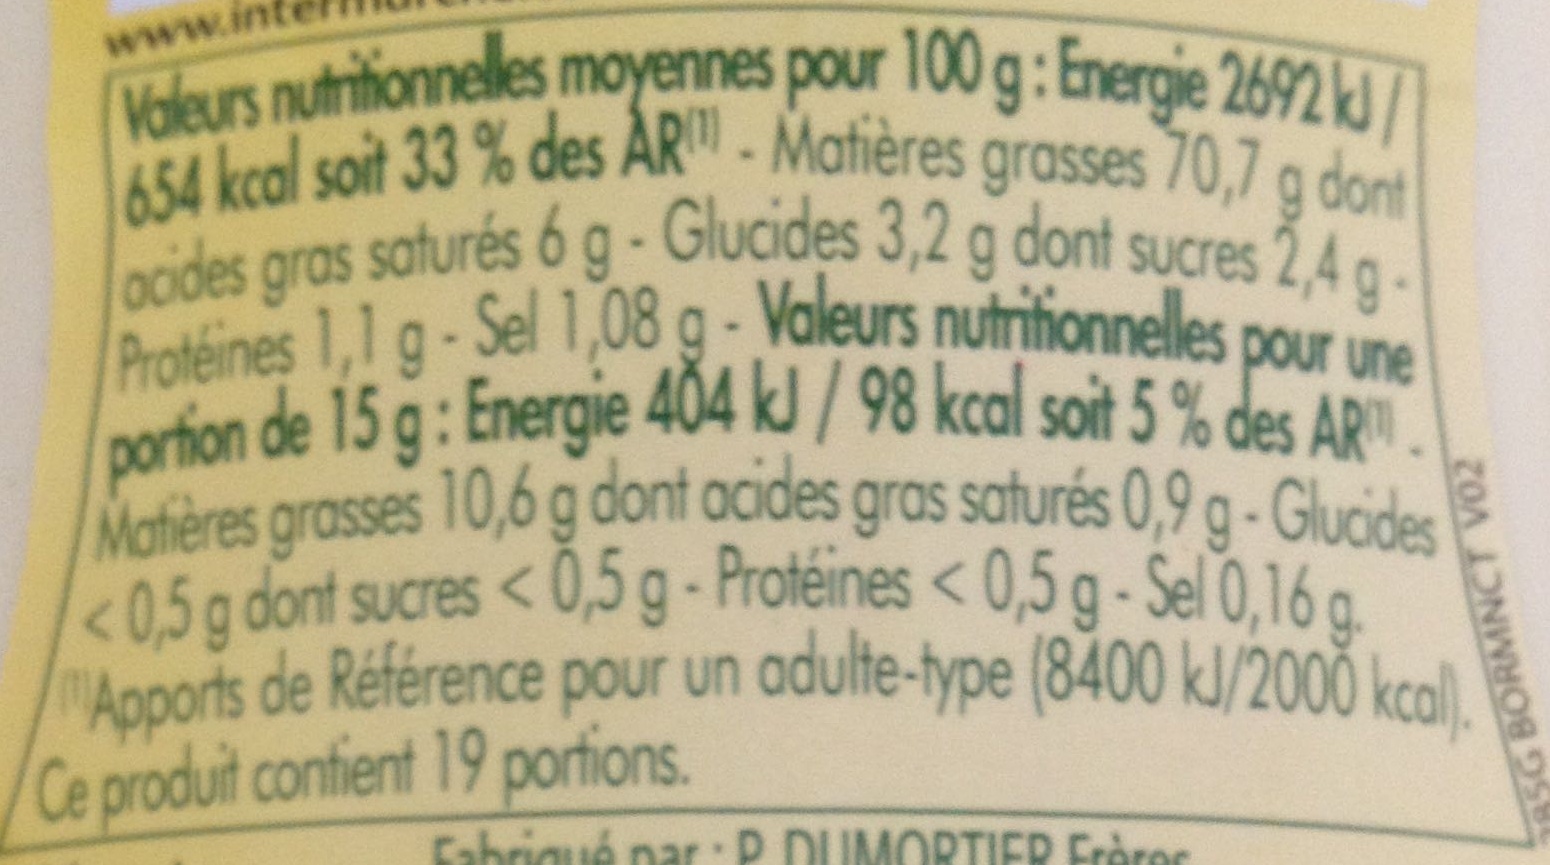 Valeurs nutritionnelles moyennes pour 100 g : Energie 2692 kJ /
654 kcal soit 33 % des AR(1) - Matières grasses 70,7 g dont
acides gras saturés 6 g - Glucides 3,2 g dont sucres 2,4 g -
Protéines 1,1 g - Sel 1,08 g - Valeurs nutritionnelles pour une
portion de 15 g : Energie 404 kJ / 98 kcal soit 5 % des AR(1) -
Matières grasses 10,6 g dont acides gras saturés 0,9 g - Glucides
< 0,5 g dont sucres < 0,5 g - Protéines < 0,5 g - Sel 0,16 g.
(1)Apports de Référence pour un adulte-type (8400 kJ/2000 kcal).
Ce produit contient 19 portions.
Fabriqué par : P. DUMORTIER Frères
BORMINCT V02